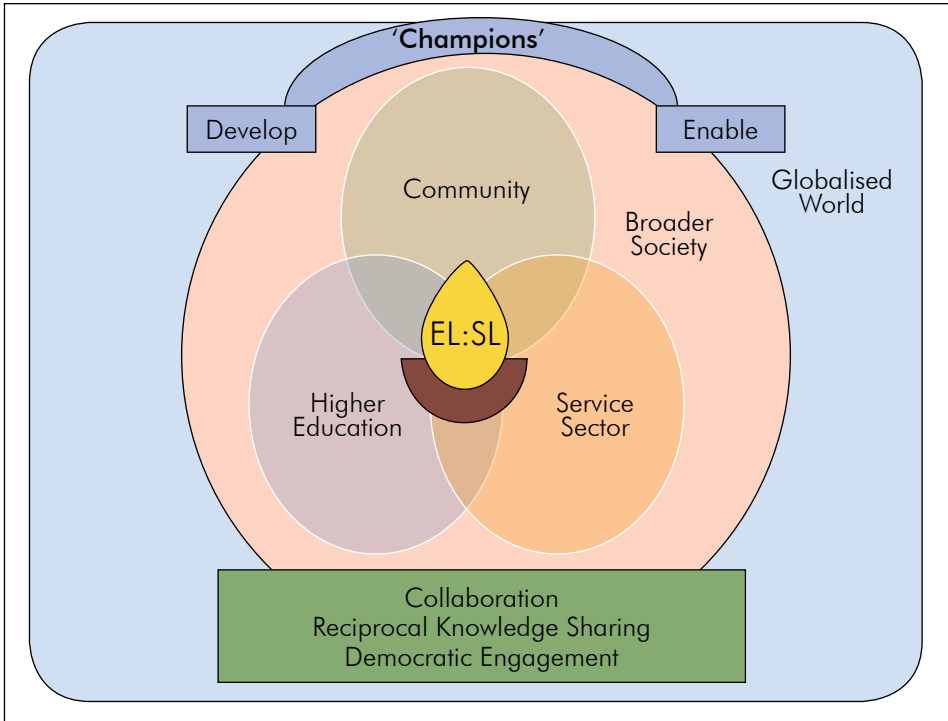 'Champions'
Develop
Enable
Community
Globalised
World
Broader
Society
EL:SL
Higher
Education
Service
Sector
Collaboration
Reciprocal Knowledge Sharing
Democratic Engagement